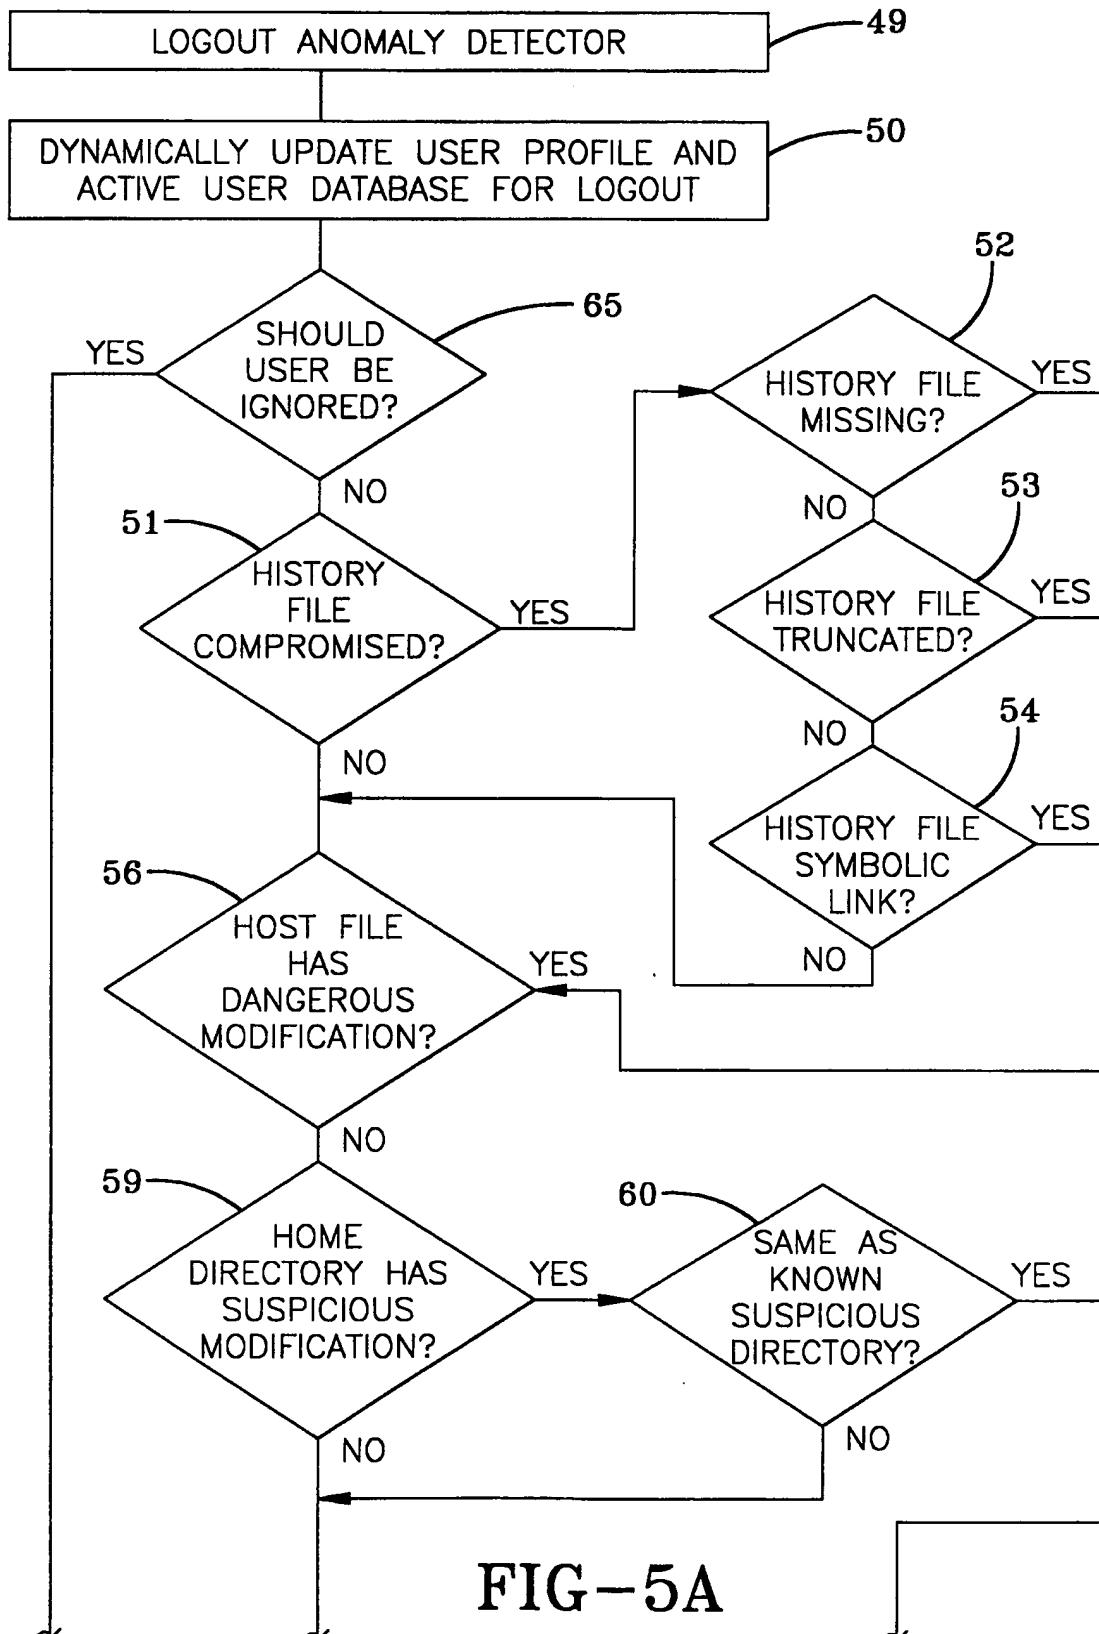 LOGOUT ANOMALY DETECTOR
49
DYNAMICALLY UPDATE USER PROFILE AND
ACTIVE USER DATABASE FOR LOGOUT
50
SHOULD
USER BE
IGNORED?
65
YES
NO
51
HISTORY
FILE
COMPROMISED?
YES
NO
52
HISTORY FILE
MISSING?
YES
NO
53
HISTORY FILE
TRUNCATED?
YES
NO
54
HISTORY FILE
SYMBOLIC
LINK?
YES
NO
56
HOST FILE
HAS
DANGEROUS
MODIFICATION?
YES
NO
59
HOME
DIRECTORY HAS
SUSPICIOUS
MODIFICATION?
YES
NO
60
SAME AS
KNOWN
SUSPICIOUS
DIRECTORY?
YES
NO
FIG-5A